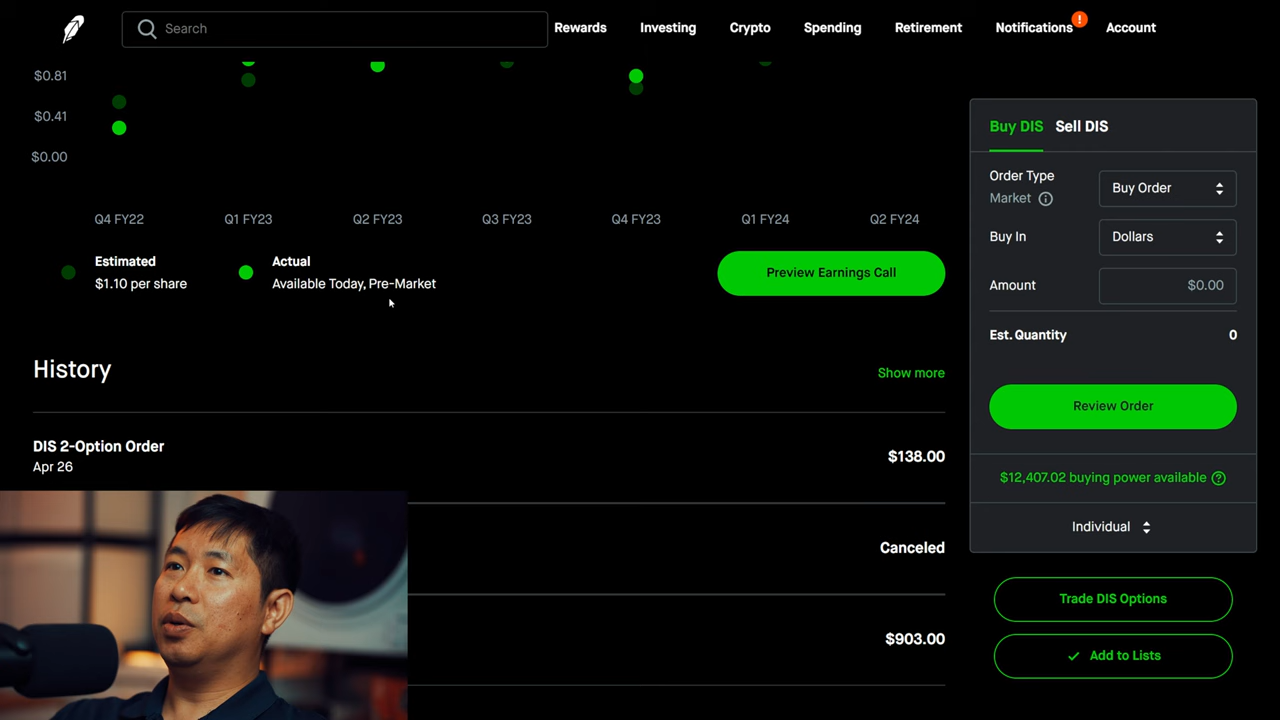 Search
Rewards
Investing
Crypto
Spending
Retirement
Notifications
!
Account
$0.81
$0.41
$0.00
Q4 FY22
Q1 FY23
Q2 FY23
Q3 FY23
Q4 FY23
Q1 FY24
Q2 FY24
Estimated
$1.10 per share
Actual
Available Today, Pre-Market
Preview Earnings Call
History
Show more
DIS 2-Option Order
Apr 26
$138.00
Canceled
$903.00
Buy DIS
Sell DIS
Order Type
Market
Buy Order
Buy In
Dollars
Amount
$0.00
Est. Quantity
0
Review Order
$12,407.02 buying power available
Individual
Trade DIS Options
Add to Lists